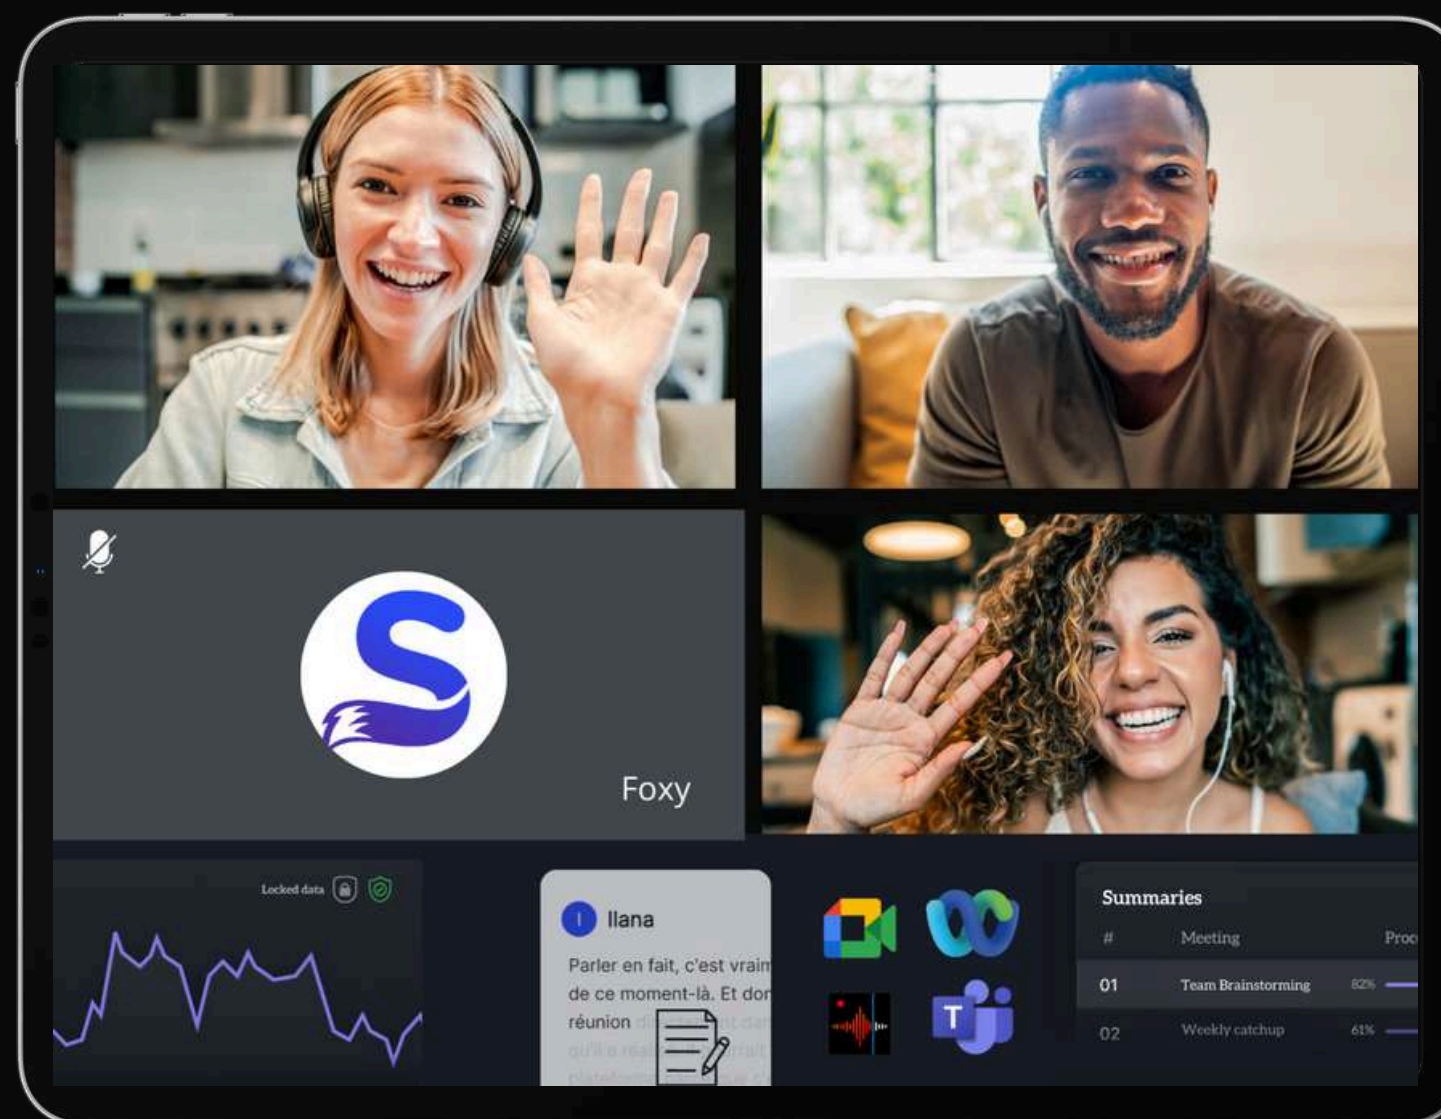 Foxy
Locked data
I
Ilana
Parler en fait, c'est vraim
de ce moment-là. Et don
réunion
Summaries
# Meeting Proc
01 Team Brainstorming 82%
02 Weekly catchup 61%
T